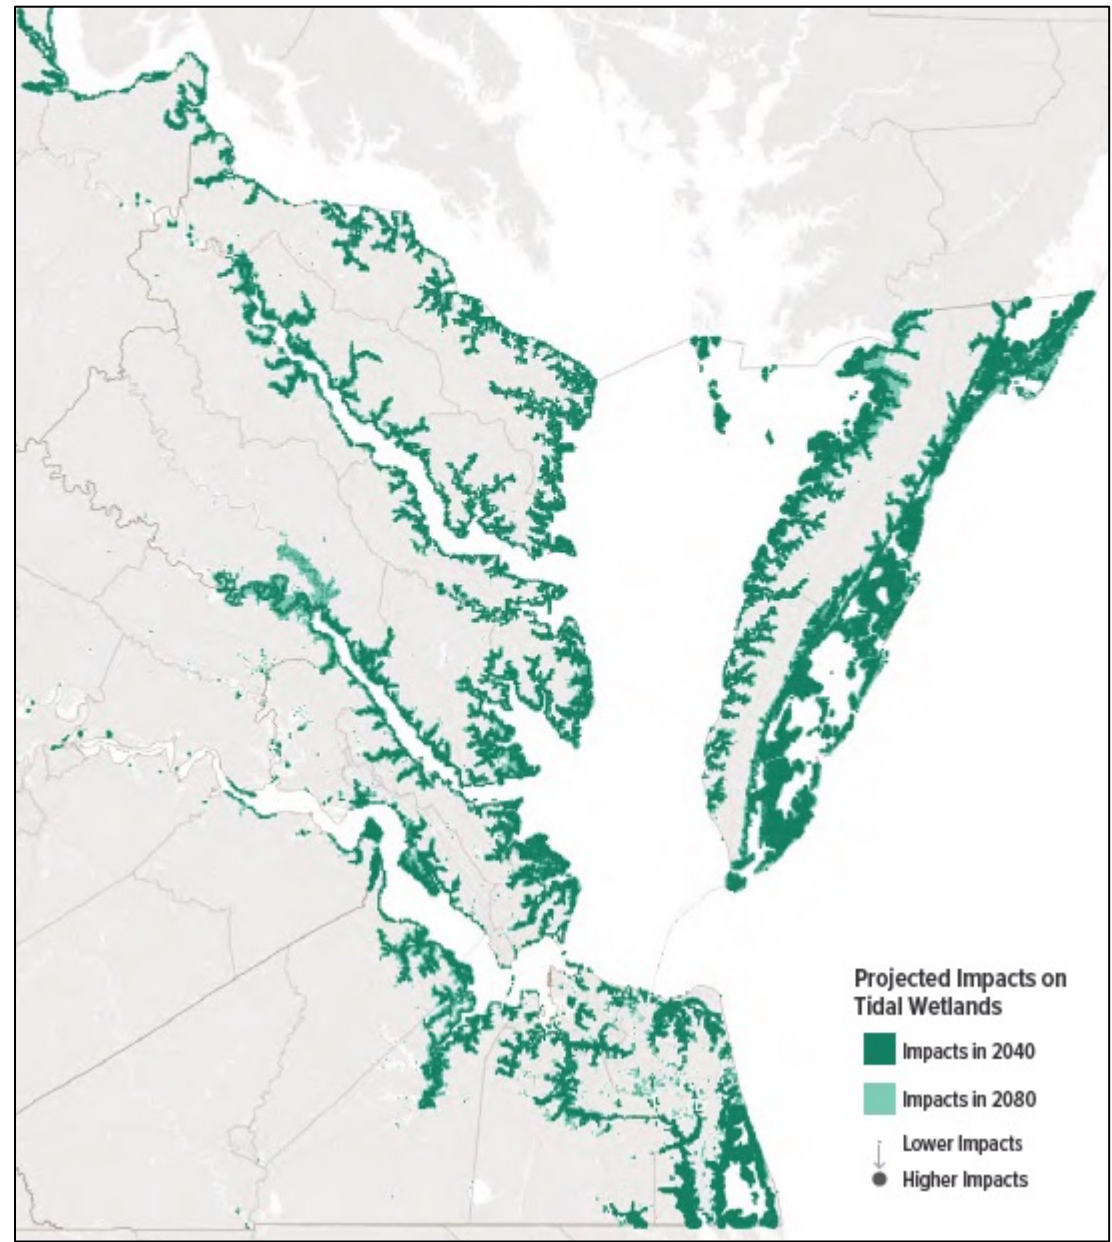 Projected Impacts on
Tidal Wetlands
Impacts in 2040
Impacts in 2080
Lower Impacts
Higher Impacts